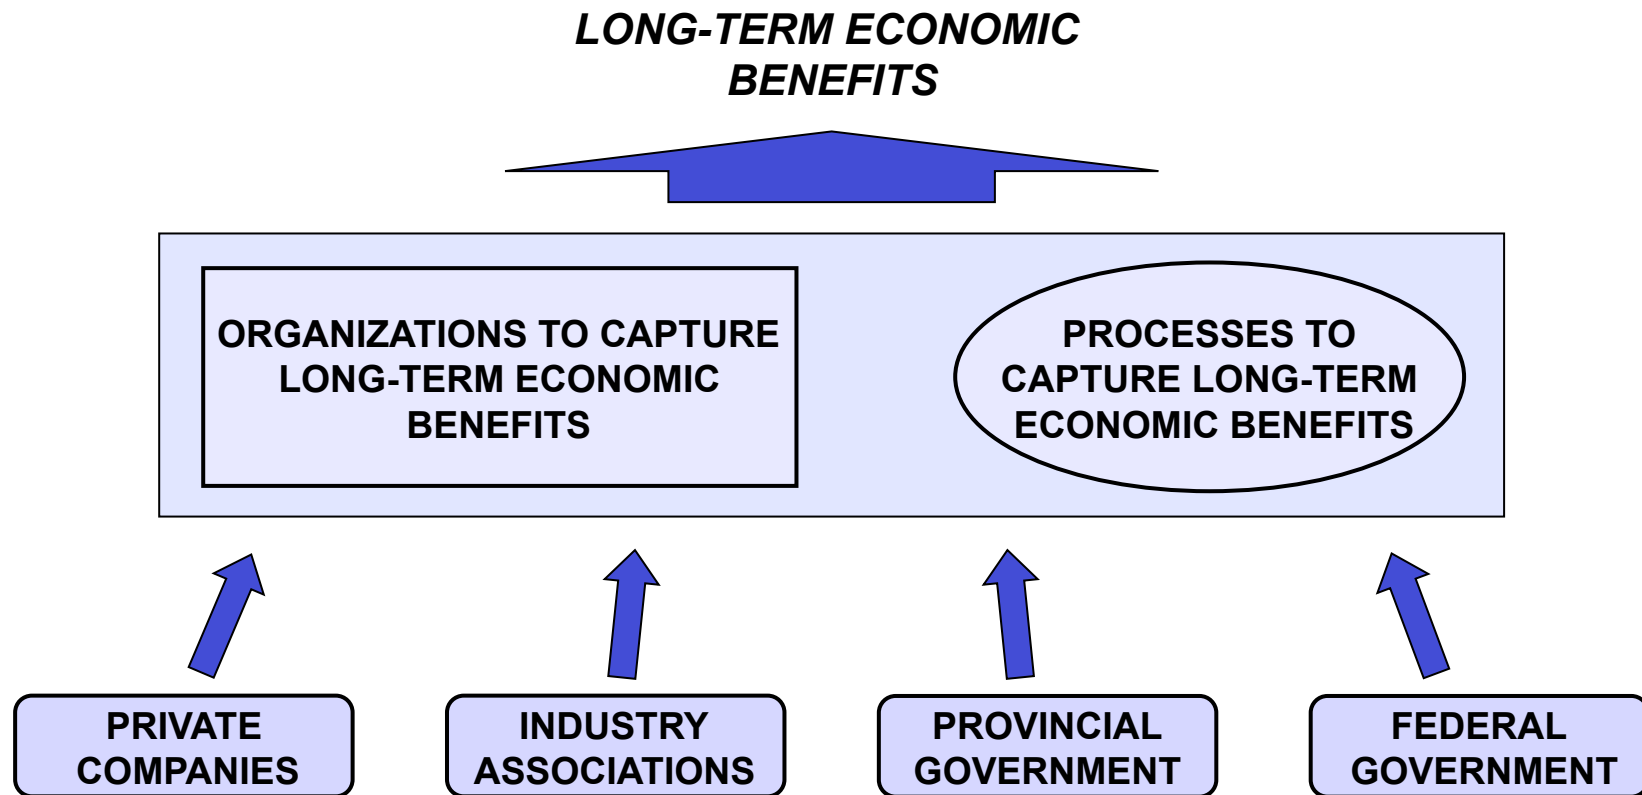 LONG-TERM ECONOMIC
BENEFITS
ORGANIZATIONS TO CAPTURE
LONG-TERM ECONOMIC
BENEFITS
PROCESSES TO
CAPTURE LONG-TERM
ECONOMIC BENEFITS
PRIVATE
COMPANIES
INDUSTRY
ASSOCIATIONS
PROVINCIAL
GOVERNMENT
FEDERAL
GOVERNMENT